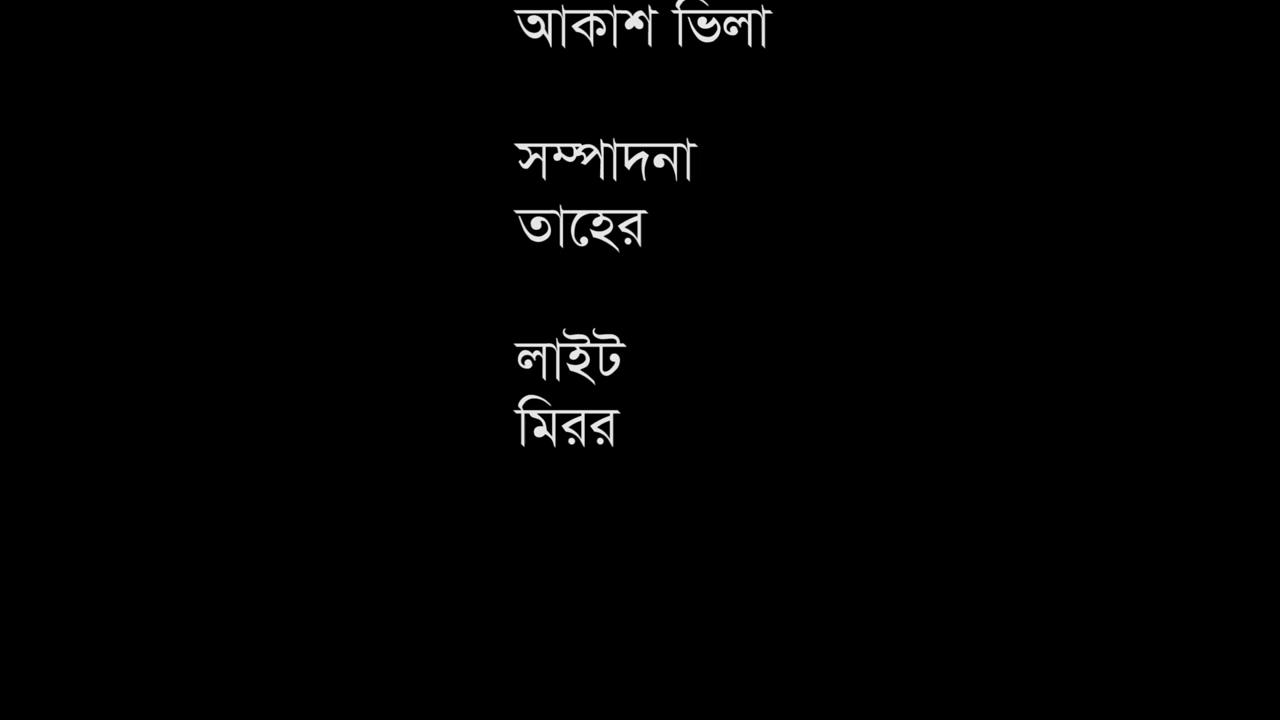 আকাশ ভিলা
সম্পাদনা
তাহের
লাইট
মিরর